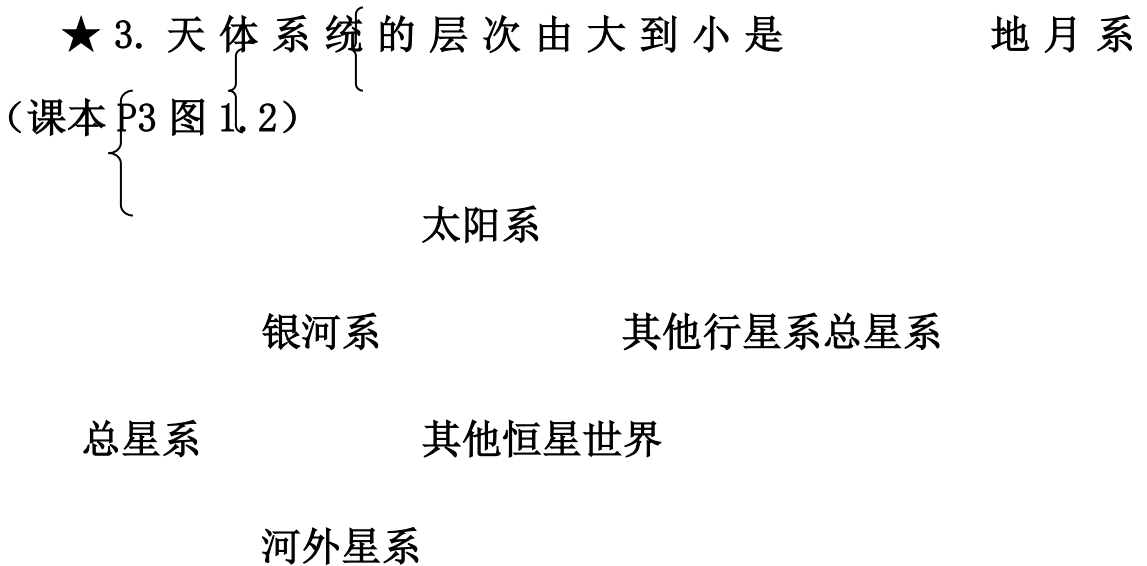 ★3. 天体系统的层次由大到小是 地月系
（课本 P3 图 1.2）
太阳系
银河系 其他行星系总星系
总星系 其他恒星世界
河外星系